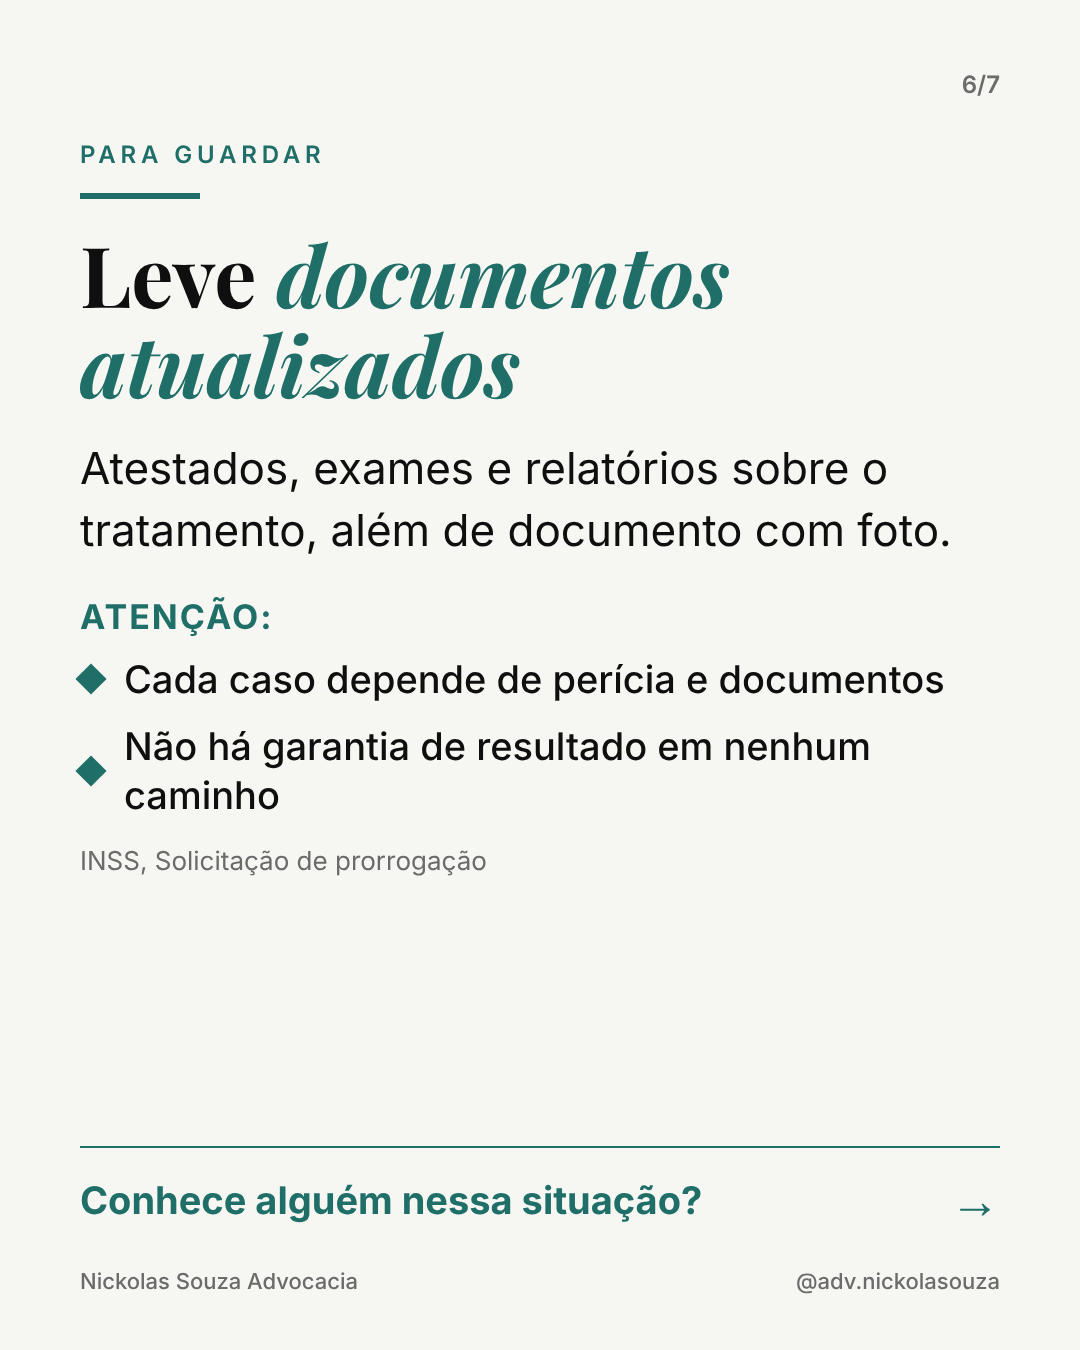 6/7
PARA GUARDAR
Leve documentos
atualizados
Atestados, exames e relatórios sobre o
tratamento, além de documento com foto.
ATENÇÃO:
Cada caso depende de perícia e documentos
Não há garantia de resultado em nenhum
caminho
INSS, Solicitação de prorrogação
Conhece alguém nessa situação? →
Nickolas Souza Advocacia
@adv.nickolasouza